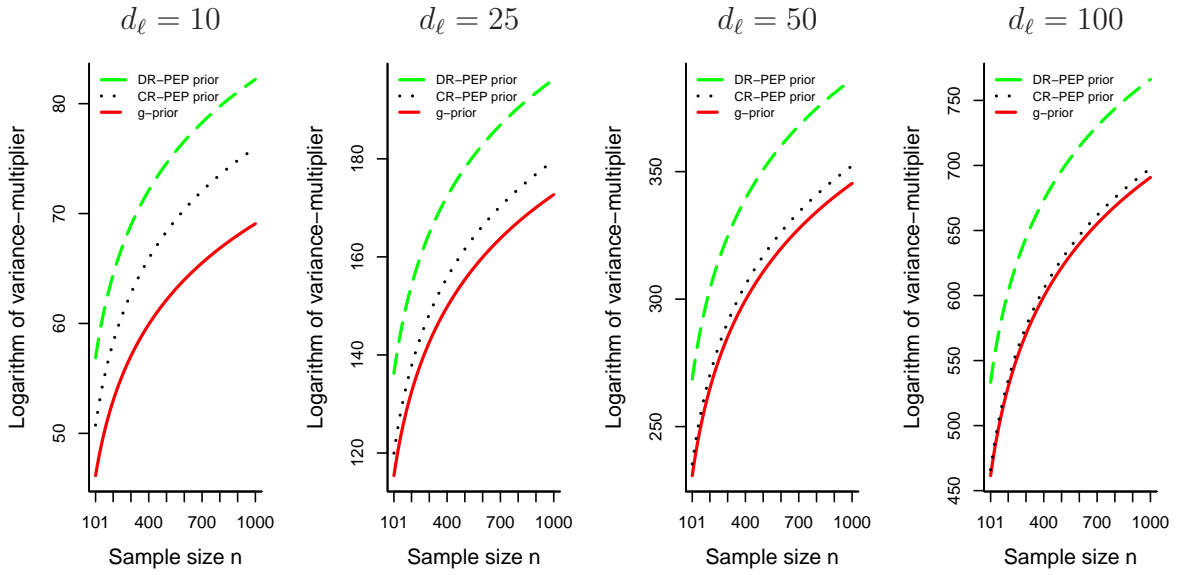 d_ℓ = 10
d_ℓ = 25
d_ℓ = 50
d_ℓ = 100
Logarithm of variance−multiplier
80
70
60
50
DR−PEP prior
CR−PEP prior
g−prior
101
400
700
1000
Sample size n
Logarithm of variance−multiplier
180
160
140
120
DR−PEP prior
CR−PEP prior
g−prior
101
400
700
1000
Sample size n
Logarithm of variance−multiplier
350
300
250
DR−PEP prior
CR−PEP prior
g−prior
101
400
700
1000
Sample size n
Logarithm of variance−multiplier
750
700
650
600
550
500
450
DR−PEP prior
CR−PEP prior
g−prior
101
400
700
1000
Sample size n